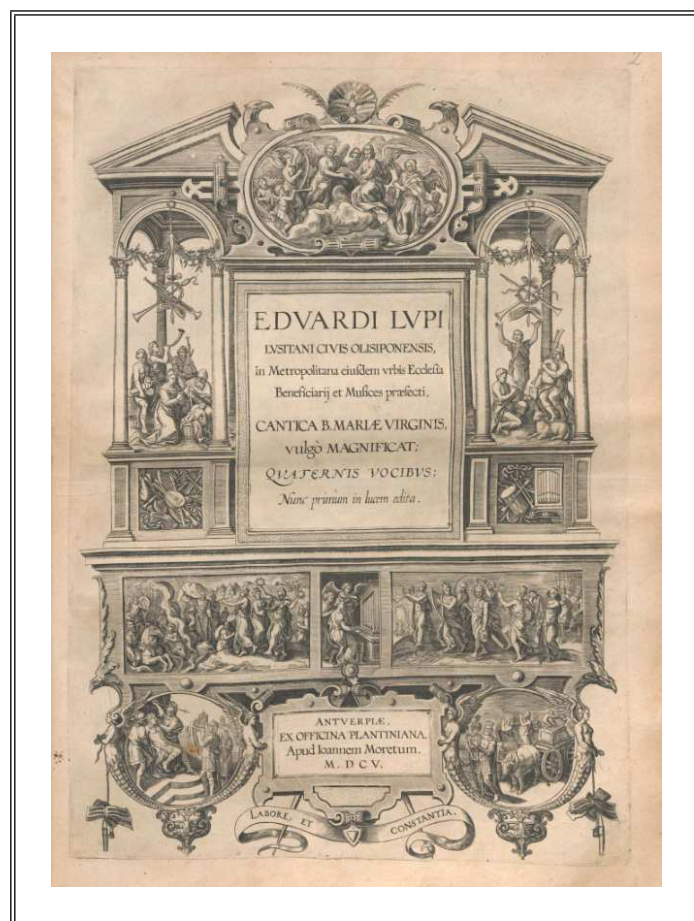 EDVARDI LVPI
LVSITANI CIVIS OLISIPONENSIS,
in Metropolitana eiusdem vrbis Ecclesia
Beneficiarij et Musices præfecti,
CANTICA B. MARIÆ VIRGINIS,
vulgò MAGNIFICAT;
QVATERNIS VOCIBVS:
Nunc primùm in lucem edita.
ANTVERPIÆ,
EX OFFICINA PLANTINIANA,
Apud Ioannem Moretum.
M. DCV.
LABORE, ET CONSTANTIA.